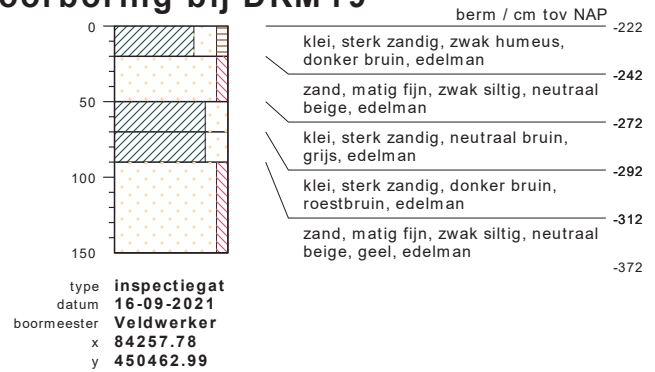 berm / cm tov NAP
0
-222
klei, sterk zandig, zwak humeus,
donker bruin, edelman
-242
zand, matig fijn, zwak siltig, neutraal
beige, edelman
50
-272
klei, sterk zandig, neutraal bruin,
grijs, edelman
-292
klei, sterk zandig, donker bruin,
roestbruin, edelman
100
-312
zand, matig fijn, zwak siltig, neutraal
beige, geel, edelman
150
-372
type inspectiegat
datum 16-09-2021
boormeester Veldwerker
x 84257.78
y 450462.99